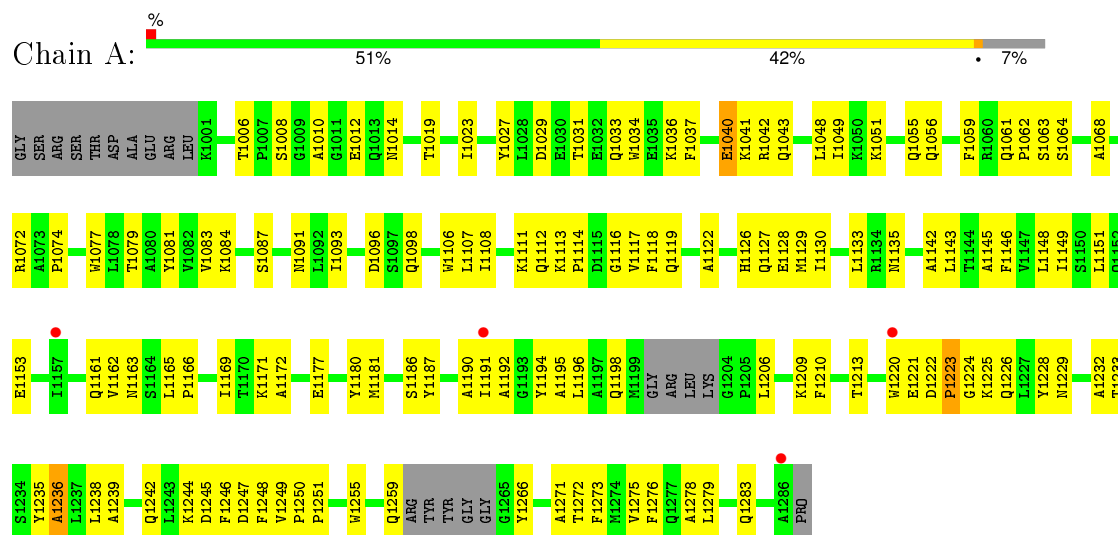 %
Chain A:
51% 42% • 7%
GLY SER ARG SER THR ASP ALA GLU ARG LEU K1001 T1006 P1007 S1008 G1009 A1010 G1011 E1012 Q1013 N1014 T1019 I1023 Y1027 L1028 D1029 E1030 T1031 E1032 Q1033 W1034 E1035 K1036 F1037 E1040 K1041 R1042 Q1043 L1048 I1049 K1050 K1051 Q1055 Q1056 F1059 R1060 Q1061 P1062 S1063 S1064 A1068
R1072 A1073 P1074 W1077 L1078 T1079 A1080 Y1081 V1082 V1083 K1084 S1087 N1091 L1092 I1093 D1096 S1097 Q1098 W1106 L1107 I1108 K1111 Q1112 K1113 P1114 D1115 G1116 V1117 F1118 Q1119 A1122 H1126 Q1127 E1128 M1129 I1130 L1133 R1134 N1135 A1142 L1143 T1144 A1145 F1146 V1147 L1148 I1149 S1150 L1151 Q1152
E1153 I1157 Q1161 V1162 N1163 S1164 L1165 P1166 I1169 T1170 K1171 A1172 E1177 Y1180 M1181 S1186 Y1187 A1190 I1191 A1192 G1193 Y1194 A1195 L1196 A1197 Q1198 M1199 GLY ARG LEU LYS G1204 P1205 L1206 K1209 F1210 T1213 W1220 E1221 D1222 P1223 G1224 K1225 Q1226 L1227 Y1228 N1229 A1232 T1233
S1234 Y1235 A1236 L1237 L1238 A1239 Q1242 L1243 K1244 D1245 F1246 D1247 F1248 V1249 P1250 P1251 W1255 Q1259 ARG TYR TYR GLY GLY G1265 Y1266 A1271 T1272 F1273 M1274 V1275 F1276 Q1277 A1278 L1279 Q1283 A1286 PRO